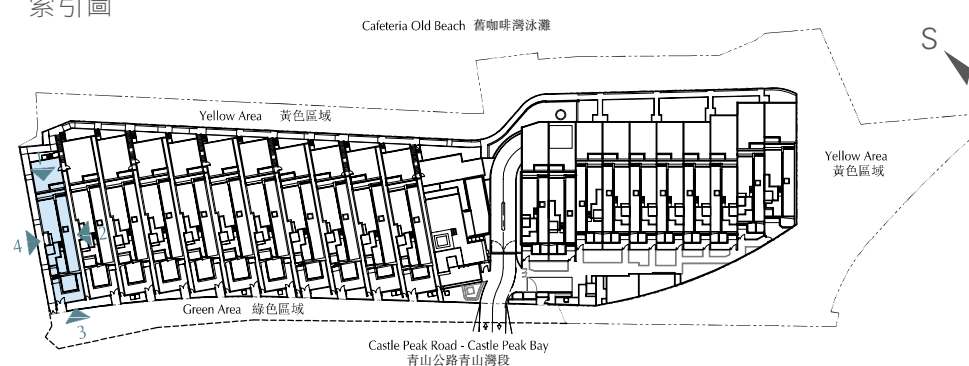 索引圖
Cafeteria Old Beach 舊咖啡灣泳灘
S
Yellow Area 黃色區域
Yellow Area
黃色區域
1
2
4
3
Green Area 綠色區域
Castle Peak Road - Castle Peak Bay
青山公路青山灣段